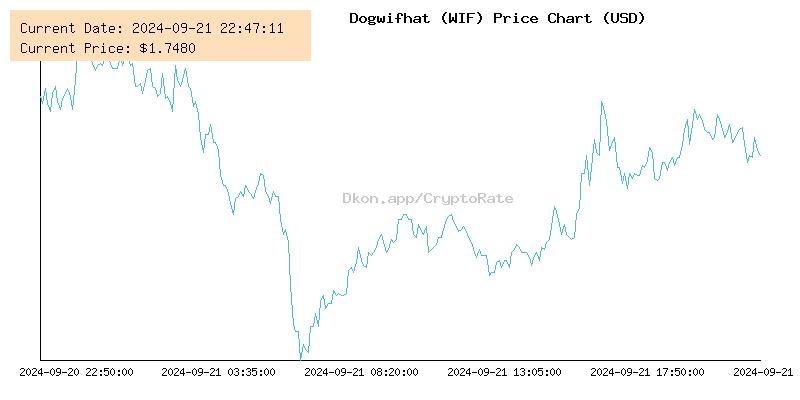 Dogwifhat (WIF) Price Chart (USD)
Current Date: 2024-09-21 22:47:11
Current Price: $1.7480
Dkon.app/CryptoRate
2024-09-20 22:50:00 2024-09-21 03:35:00 2024-09-21 08:20:00 2024-09-21 13:05:00 2024-09-21 17:50:00 2024-09-21